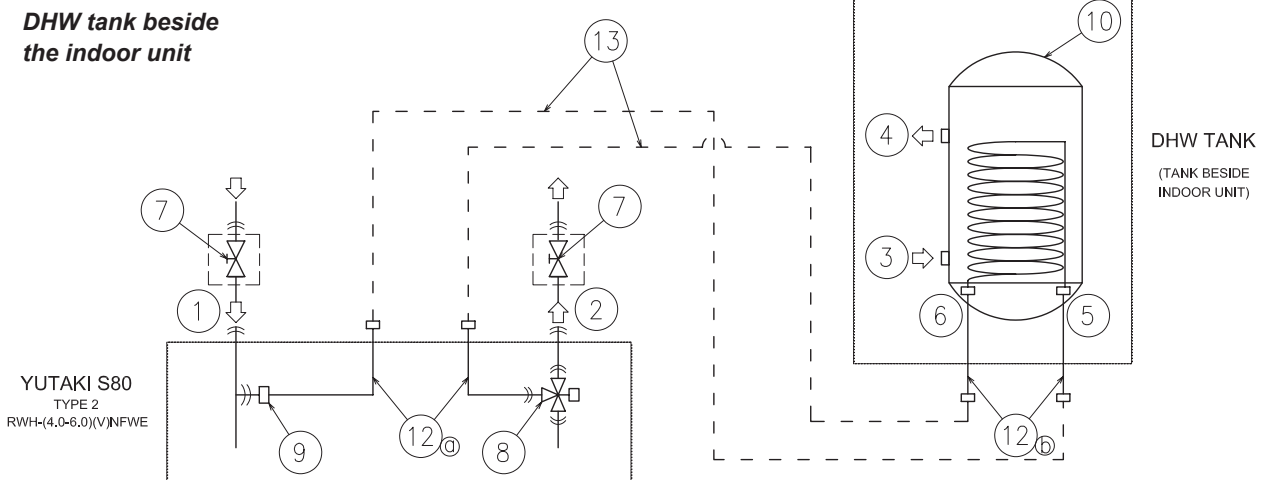 DHW tank beside
the indoor unit
13
10
4
DHW TANK
(TANK BESIDE
INDOOR UNIT)
7
7
3
1
2
6
5
YUTAKI S80
TYPE 2
RWH-(4.0-6.0)(V)NFWE
9
12 a
8
12 b